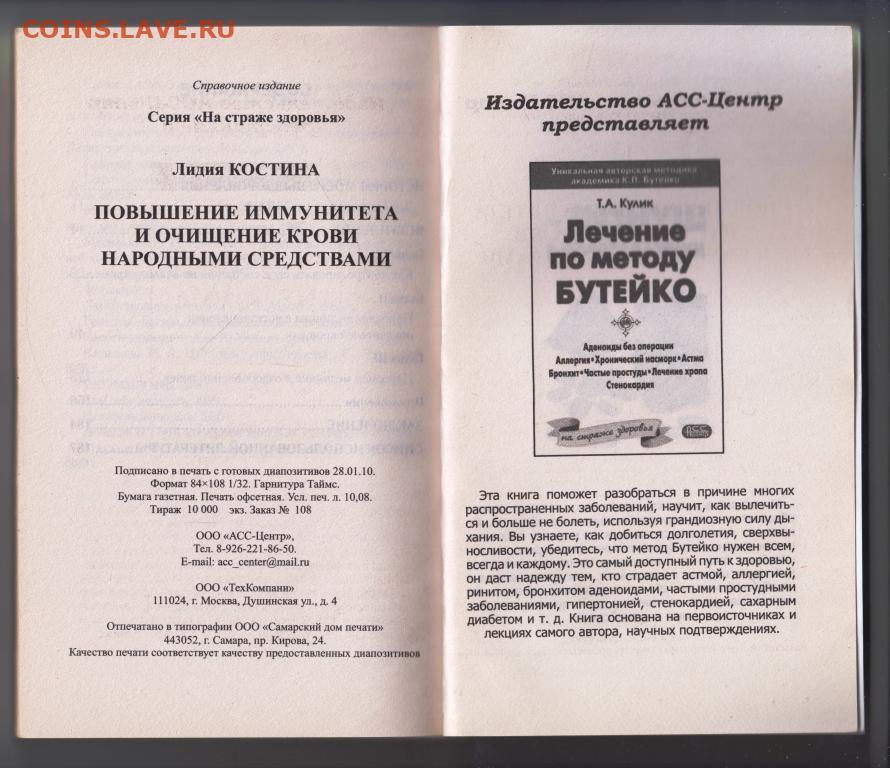 COINS.LAVE.RU
Справочное издание
Серия «На страже здоровья»
Лидия КОСТИНА
ПОВЫШЕНИЕ ИММУНИТЕТА
И ОЧИЩЕНИЕ КРОВИ
НАРОДНЫМИ СРЕДСТВАМИ
Подписано в печать с готовых диапозитивов 28.01.10.
Формат 84×108 1/32. Гарнитура Таймс.
Бумага газетная. Печать офсетная. Усл. печ. л. 10,08.
Тираж 10 000 экз. Заказ № 108
ООО «АСС-Центр»,
Тел. 8-926-221-86-50.
E-mail: acc_center@mail.ru
ООО «ТехКомпани»
111024, г. Москва, Душинская ул., д. 4
Отпечатано в типографии ООО «Самарский дом печати»
443052, г. Самара, пр. Кирова, 24.
Качество печати соответствует качеству предоставленных диапозитивов
Издательство АСС-Центр
представляет
Уникальная авторская методика
академика К.П. Бутейко
Т.А. Кулик
Лечение
по методу
БУТЕЙКО
Аденоиды без операции
Аллергия•Хронический насморк•Астма
Бронхит•Частые простуды•Лечение храпа
Стенокардия
на страже здоровья
АСС
Эта книга поможет разобраться в причине многих
распространенных заболеваний, научит, как вылечить-
ся и больше не болеть, используя грандиозную силу ды-
хания. Вы узнаете, как добиться долголетия, сверхвы-
носливости, убедитесь, что метод Бутейко нужен всем,
всегда и каждому. Это самый доступный путь к здоровью,
он даст надежду тем, кто страдает астмой, аллергией,
ринитом, бронхитом аденоидами, частыми простудными
заболеваниями, гипертонией, стенокардией, сахарным
диабетом и т. д. Книга основана на первоисточниках и
лекциях самого автора, научных подтверждениях.